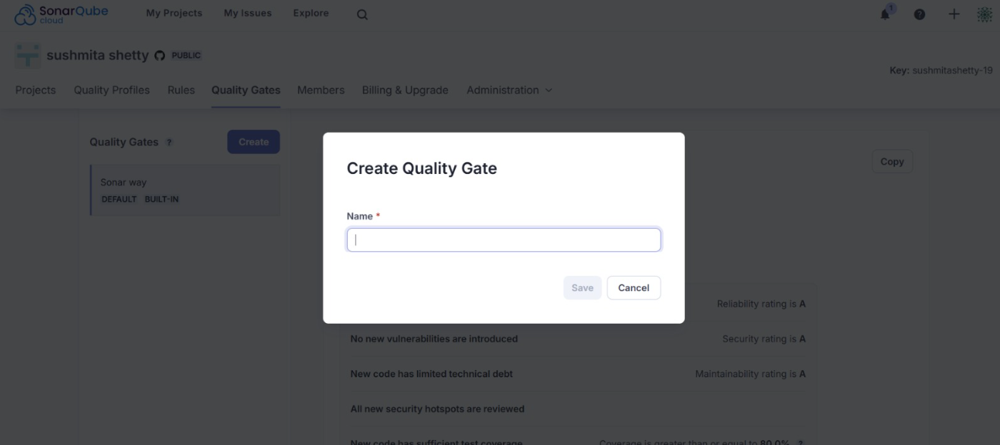 SonarQube cloud My Projects My Issues Explore 1 ?
sushmita shetty PUBLIC
Key: sushmitashetty-19
Projects Quality Profiles Rules Quality Gates Members Billing & Upgrade Administration
Quality Gates ? Create
Sonar way
DEFAULT BUILT-IN
Copy
Create Quality Gate
Name *
Save Cancel
Reliability rating is A
No new vulnerabilities are introduced Security rating is A
New code has limited technical debt Maintainability rating is A
All new security hotspots are reviewed
New code has sufficient test coverage Coverage is greater than or equal to 80.0% ?